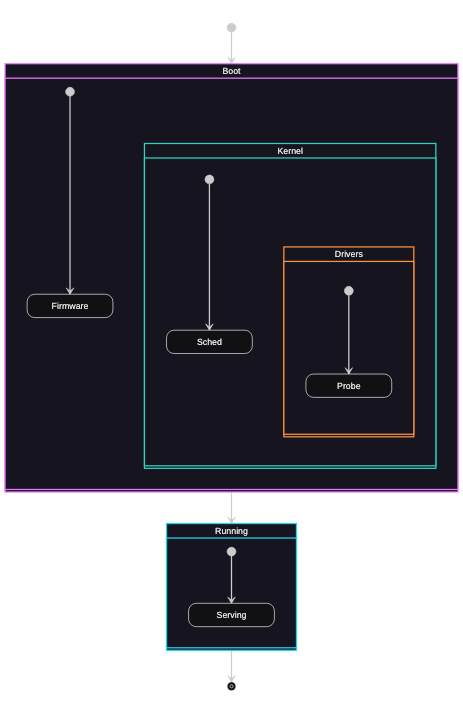 Boot
Kernel
Drivers
Firmware
Sched
Probe
Running
Serving